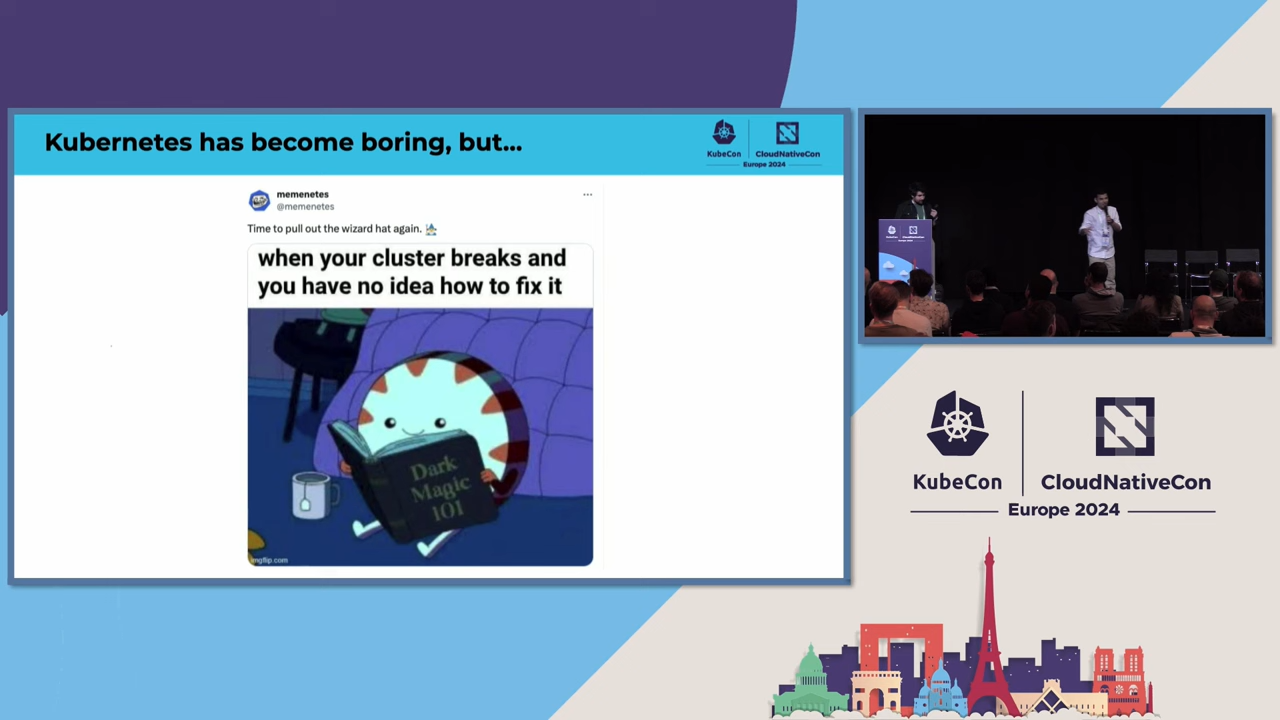 Kubernetes has become boring, but...
KubeCon
CloudNativeCon
Europe 2024
memenetes
@memenetes
Time to pull out the wizard hat again.
when your cluster breaks and
you have no idea how to fix it
Dark
Magic
101
imgflip.com
KubeCon
CloudNativeCon
Europe 2024